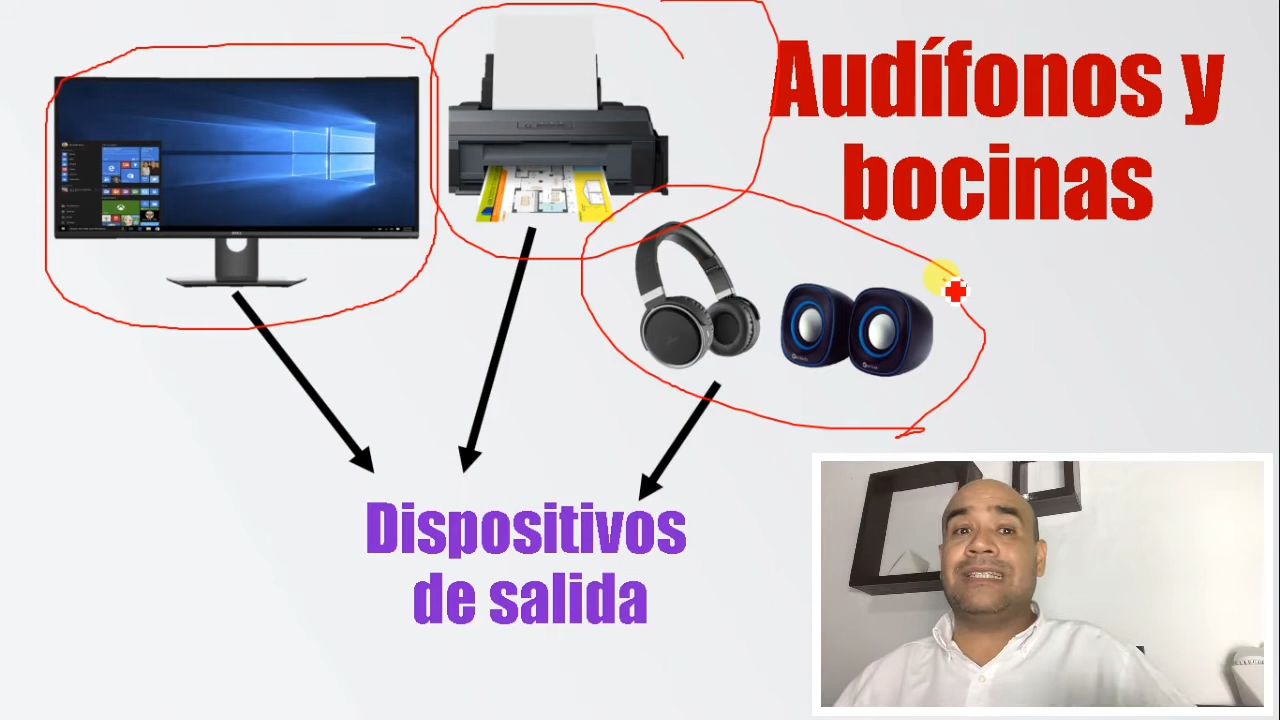 Audífonos y
bocinas
Dispositivos
de salida